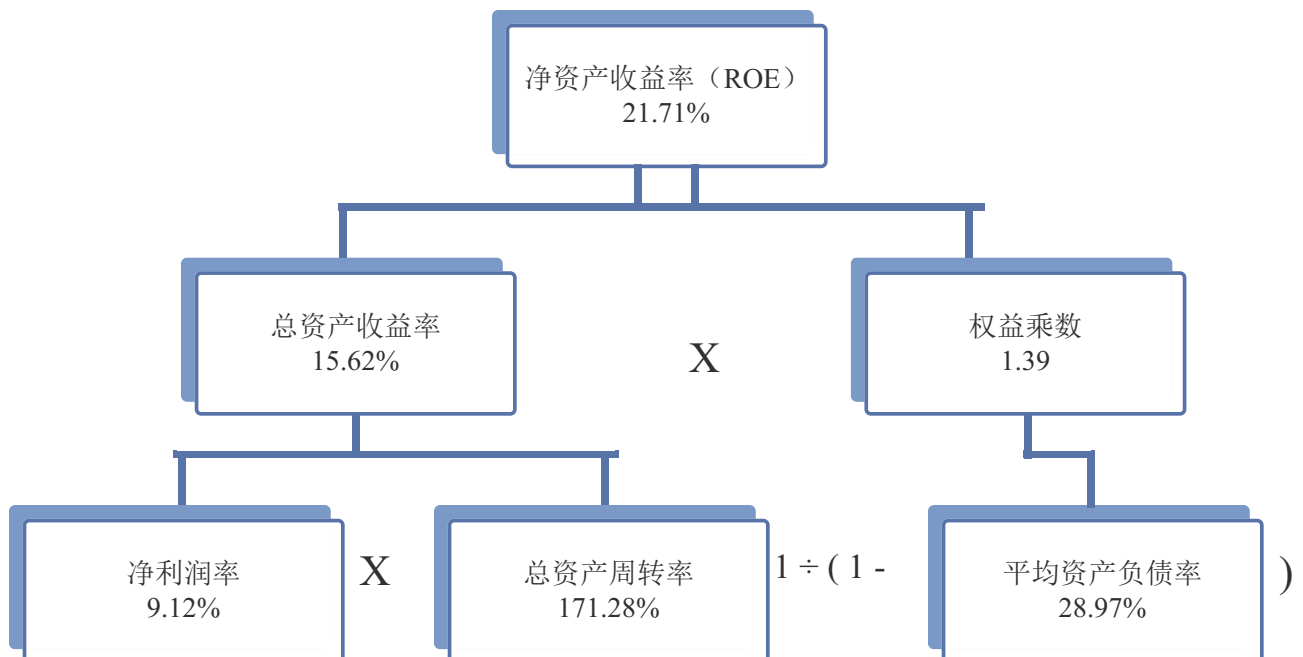 净资产收益率（ROE）
21.71%
总资产收益率
15.62%
X
权益乘数
1.39
净利润率
9.12%
X
总资产周转率
171.28%
1 ÷ ( 1 -
平均资产负债率
28.97%
)